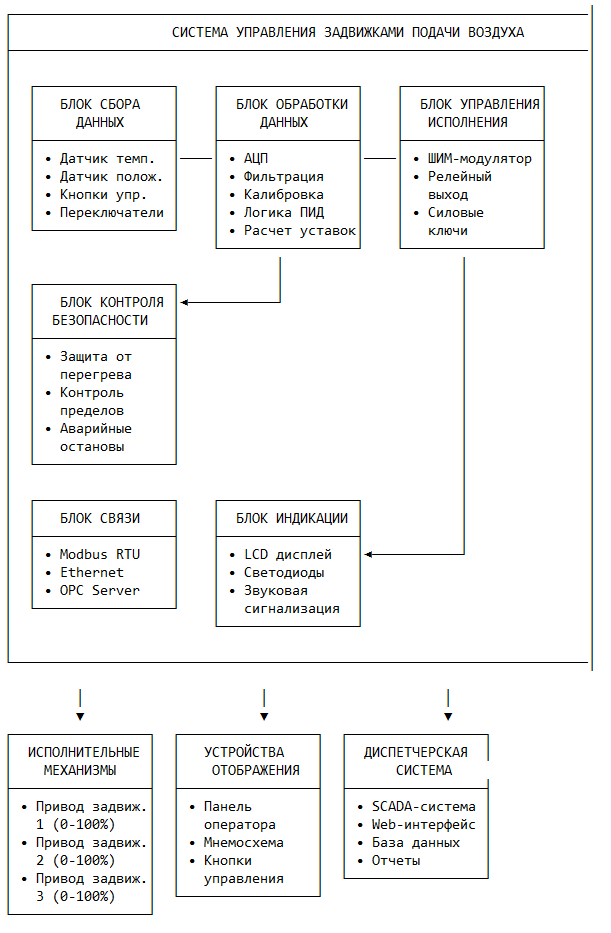 СИСТЕМА УПРАВЛЕНИЯ ЗАДВИЖКАМИ ПОДАЧИ ВОЗДУХА
БЛОК СБОРА
ДАННЫХ
• Датчик темп.
• Датчик полож.
• Кнопки упр.
• Переключатели
БЛОК ОБРАБОТКИ
ДАННЫХ
• АЦП
• Фильтрация
• Калибровка
• Логика ПИД
• Расчет уставок
БЛОК УПРАВЛЕНИЯ
ИСПОЛНЕНИЯ
• ШИМ-модулятор
• Релейный
выход
• Силовые
ключи
БЛОК КОНТРОЛЯ
БЕЗОПАСНОСТИ
• Защита от
перегрева
• Контроль
пределов
• Аварийные
остановы
БЛОК СВЯЗИ
• Modbus RTU
• Ethernet
• OPC Server
БЛОК ИНДИКАЦИИ
• LCD дисплей
• Светодиоды
• Звуковая
сигнализация
ИСПОЛНИТЕЛЬНЫЕ
МЕХАНИЗМЫ
• Привод задвиж.
1 (0-100%)
• Привод задвиж.
2 (0-100%)
• Привод задвиж.
3 (0-100%)
УСТРОЙСТВА
ОТОБРАЖЕНИЯ
• Панель
оператора
• Мнемосхема
• Кнопки
управления
ДИСПЕТЧЕРСКАЯ
СИСТЕМА
• SCADA-система
• Web-интерфейс
• База данных
• Отчеты